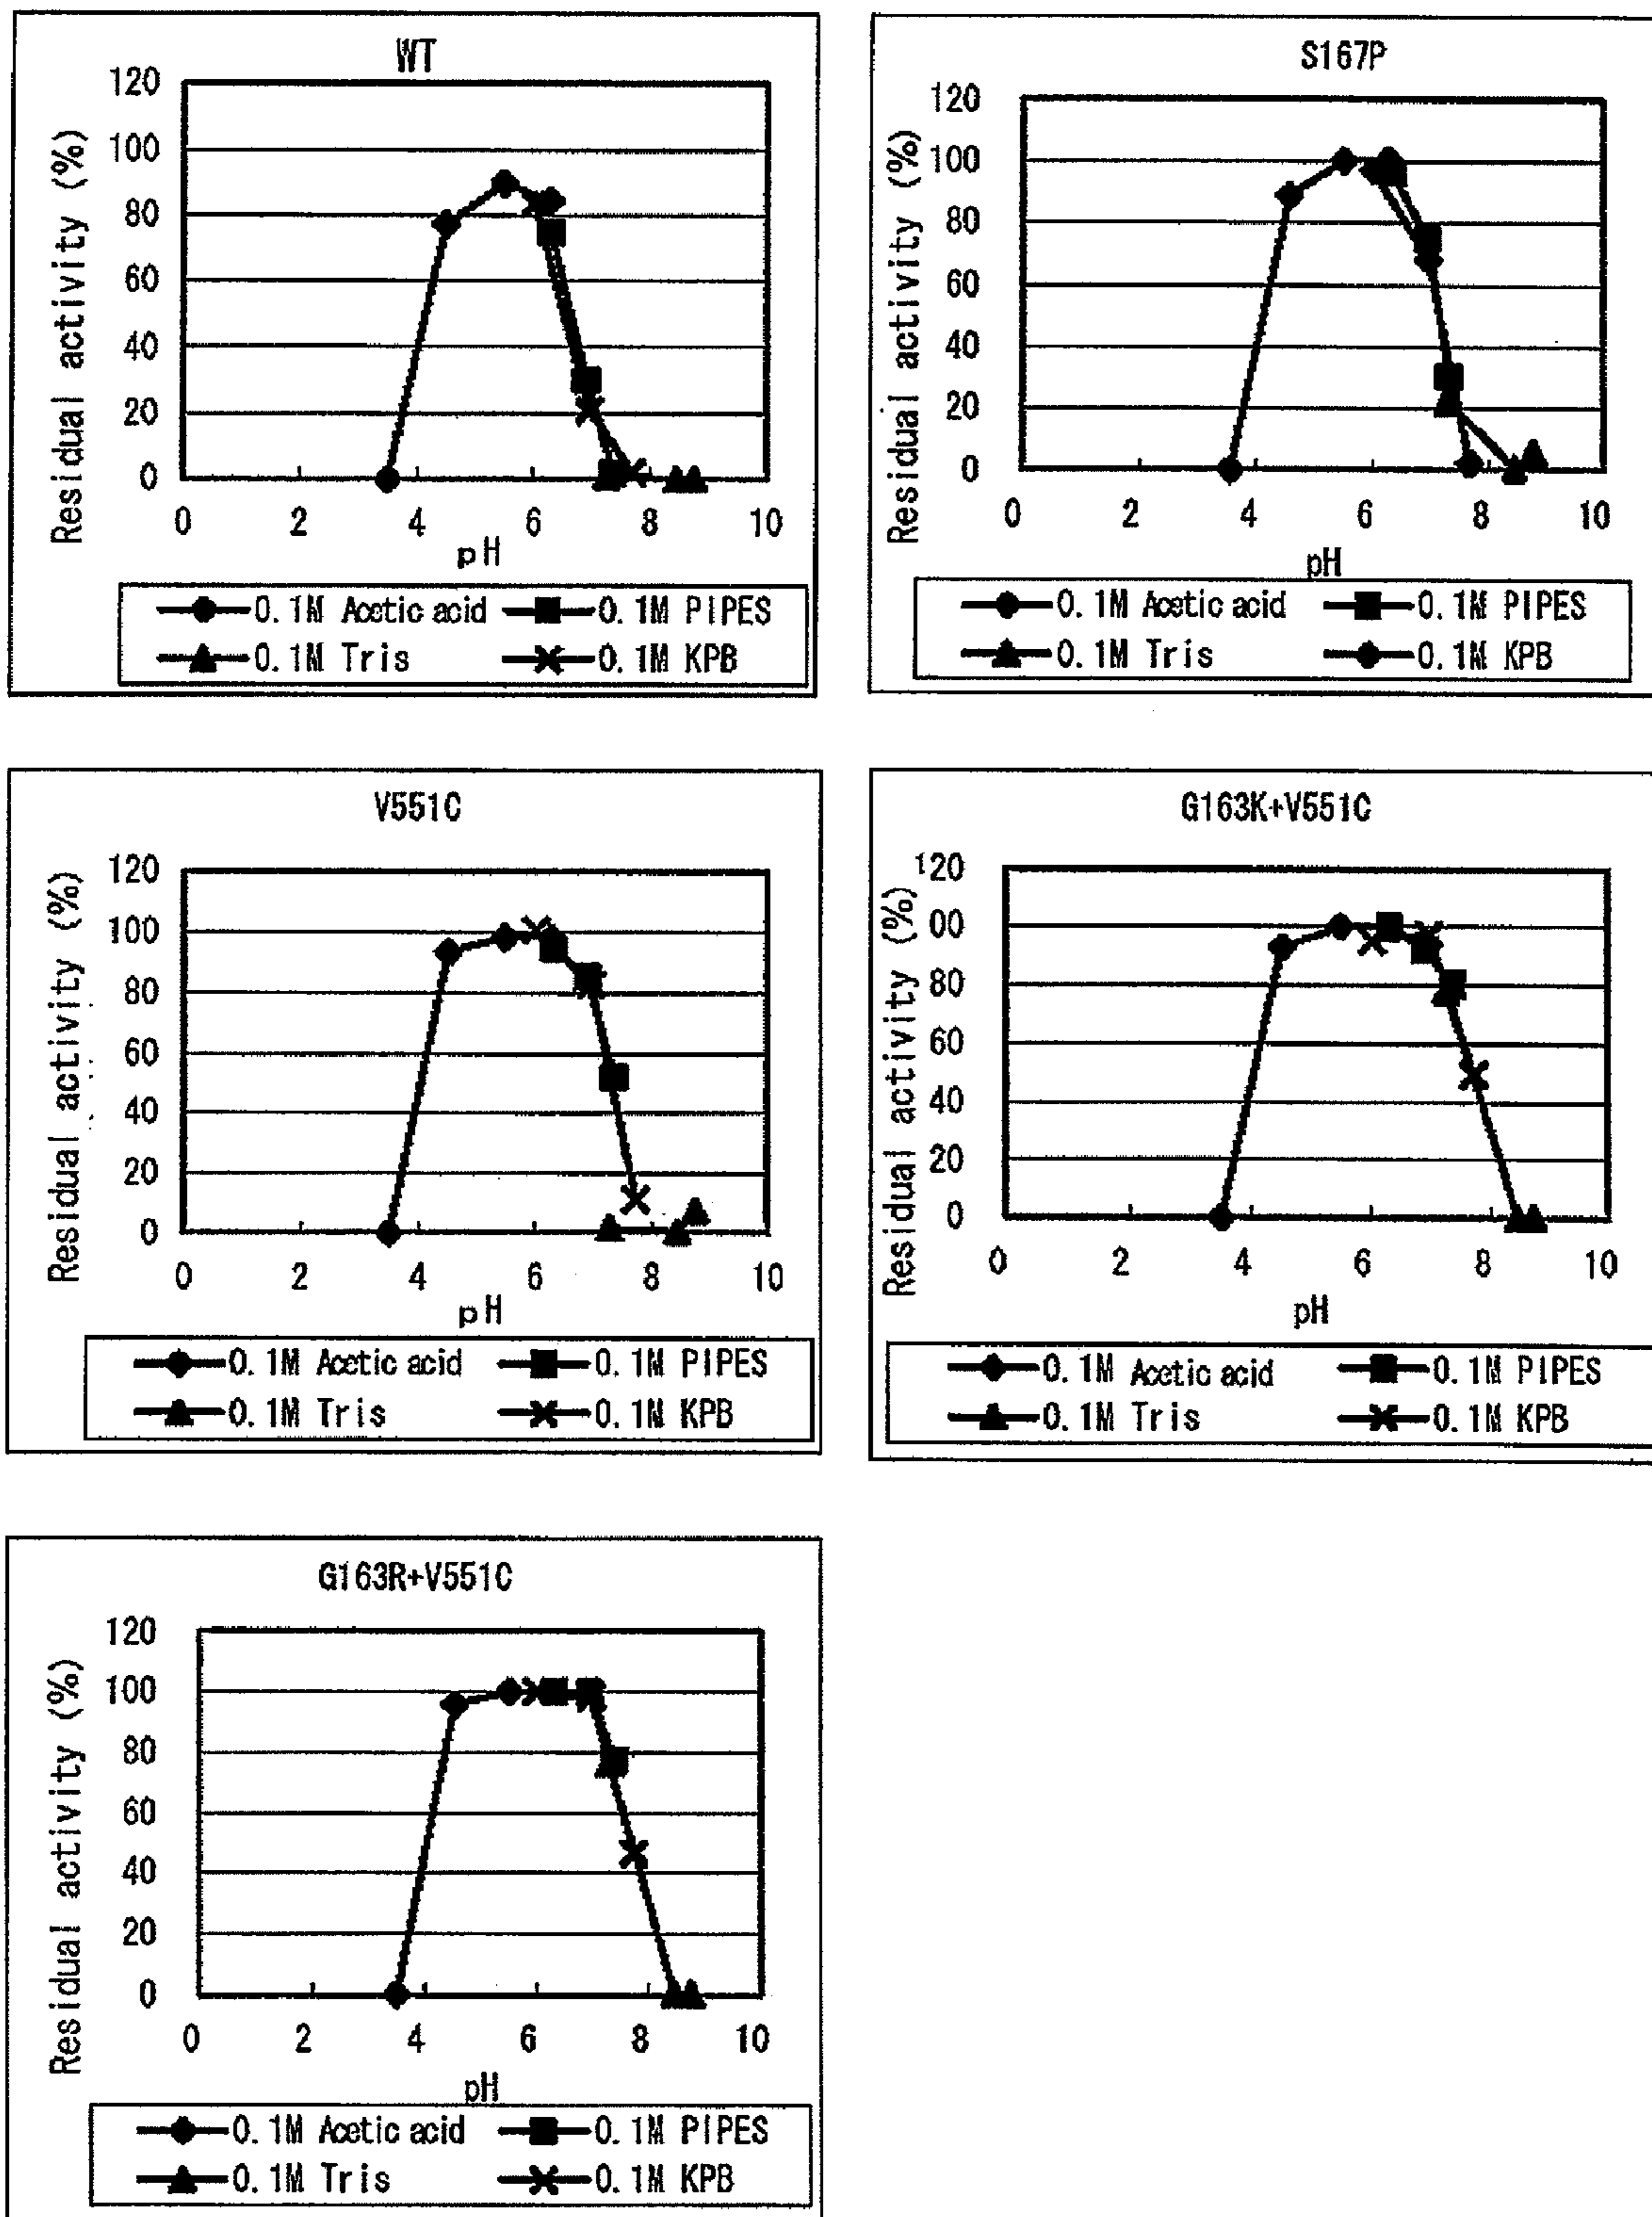 WT
120
100
80
60
40
20
0
0 2 4 6 8 10
Residual activity (%)
pH
0.1M Acetic acid 0.1M PIPES
0.1M Tris 0.1M KPB
S167P
120
100
80
60
40
20
0
0 2 4 6 8 10
Residual activity (%)
pH
0.1M Acetic acid 0.1M PIPES
0.1M Tris 0.1M KPB
V551C
120
100
80
60
40
20
0
0 2 4 6 8 10
Residual activity (%)
pH
0.1M Acetic acid 0.1M PIPES
0.1M Tris 0.1M KPB
G163K+V551C
120
00
80
60
40
20
0
0 2 4 6 8 10
Residual activity (%)
pH
0.1M Acetic acid 0.1M PIPES
0.1M Tris 0.1M KPB
G163R+V551C
120
100
80
60
40
20
0
0 2 4 6 8 10
Residual activity (%)
pH
0.1M Acetic acid 0.1M PIPES
0.1M Tris 0.1M KPB